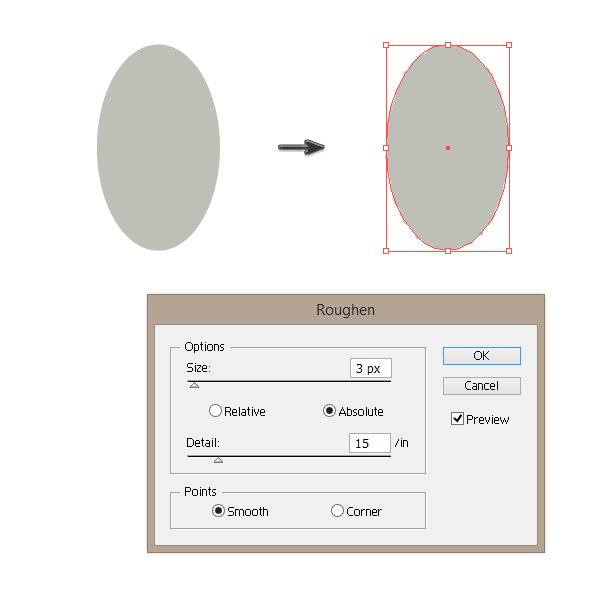 Roughen
Options
Size: 3 px
Relative Absolute
Detail: 15 /in
Points
Smooth Corner
OK
Cancel
Preview